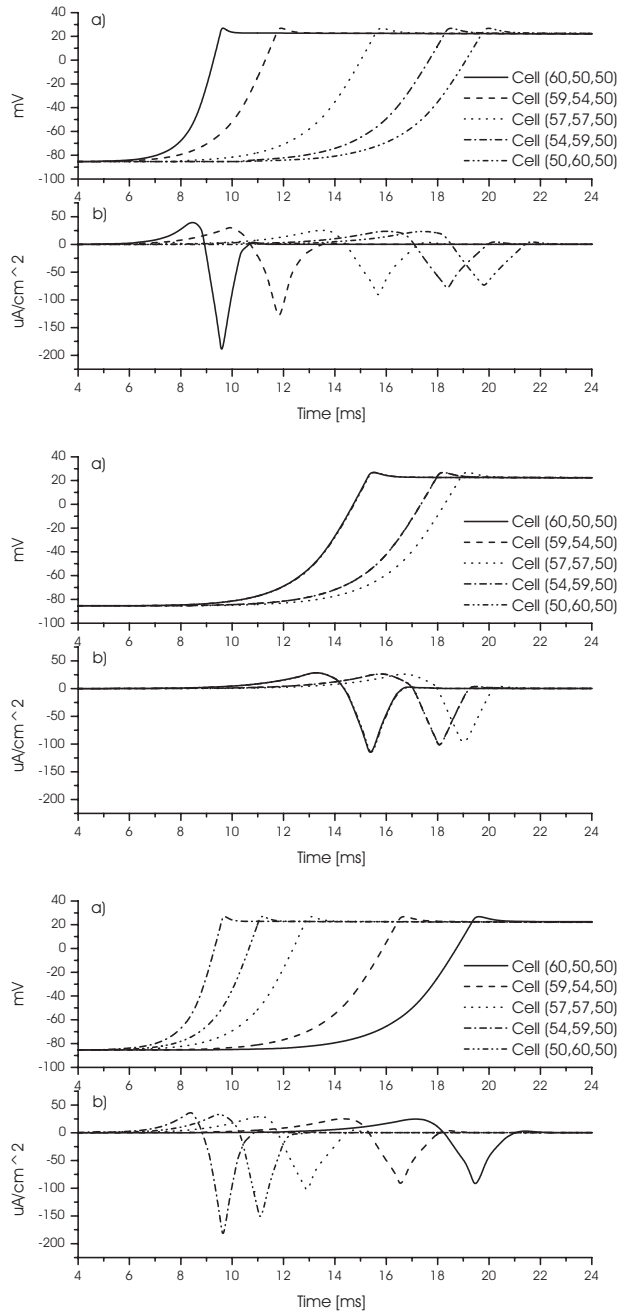 a)
40
20
0
-20
-40
-60
-80
-100
mV
Cell (60,50,50)
Cell (59,54,50)
Cell (57,57,50)
Cell (54,59,50)
Cell (50,60,50)
b)
50
25
0
-50
-100
-150
-200
uA/cm^2
4 6 8 10 12 14 16 18 20 22 24
Time [ms]
a)
40
20
0
-20
-40
-60
-80
-100
mV
Cell (60,50,50)
Cell (59,54,50)
Cell (57,57,50)
Cell (54,59,50)
Cell (50,60,50)
b)
50
25
0
-50
-100
-150
-200
uA/cm^2
4 6 8 10 12 14 16 18 20 22 24
Time [ms]
a)
40
20
0
-20
-40
-60
-80
-100
mV
Cell (60,50,50)
Cell (59,54,50)
Cell (57,57,50)
Cell (54,59,50)
Cell (50,60,50)
b)
50
25
0
-50
-100
-150
-200
uA/cm^2
4 6 8 10 12 14 16 18 20 22 24
Time [ms]